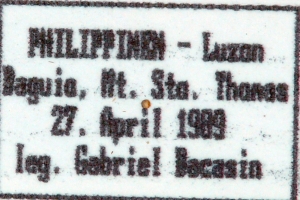 PHILIPPINEN - Luzon
Baguio, Mt. Sto. Thomas
27. April 1989
Leg. Gabriel Bacasin